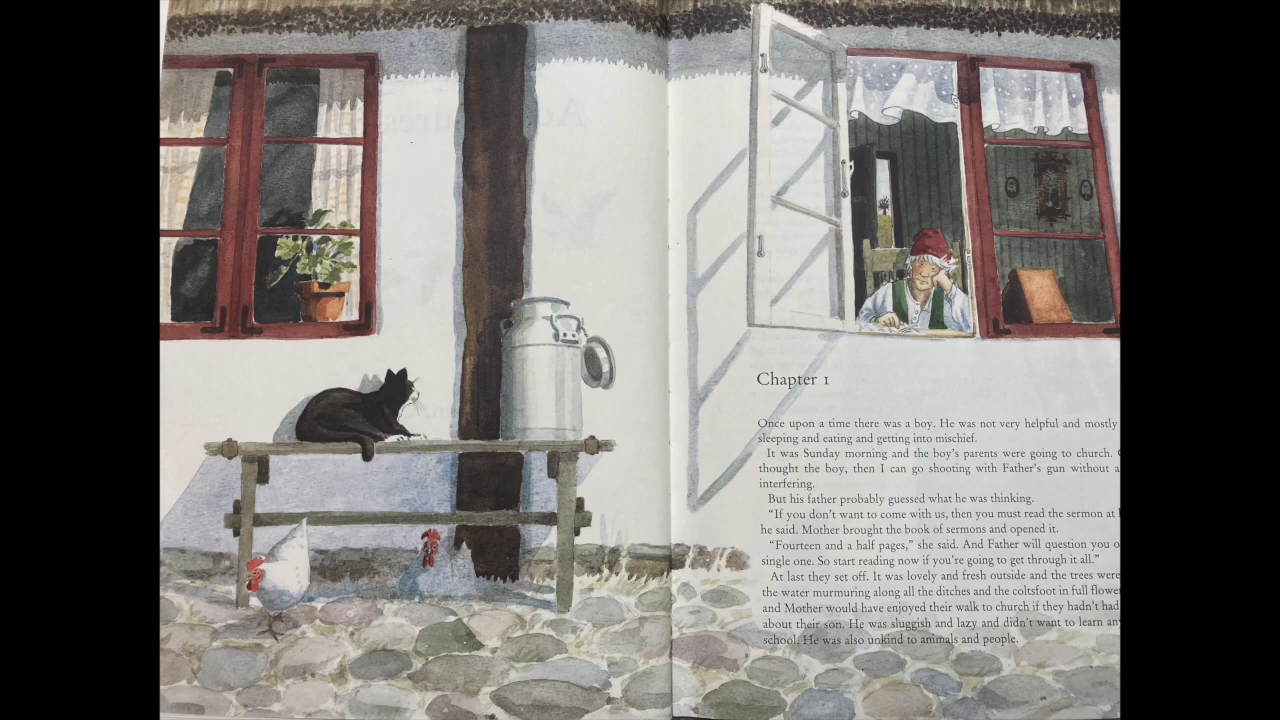 Chapter 1
Once upon a time there was a boy. He was not very helpful and mostly
sleeping and eating and getting into mischief.
It was Sunday morning and the boy's parents were going to church.
thought the boy, then I can go shooting with Father's gun without a
interfering.
But his father probably guessed what he was thinking.
“If you don't want to come with us, then you must read the sermon at
he said. Mother brought the book of sermons and opened it.
“Fourteen and a half pages,” she said. And Father will question you o
single one. So start reading now if you're going to get through it all.”
At last they set off. It was lovely and fresh outside and the trees were
the water murmuring along all the ditches and the coltsfoot in full flowe
and Mother would have enjoyed their walk to church if they hadn't had
about their son. He was sluggish and lazy and didn't want to learn an
school. He was also unkind to animals and people.